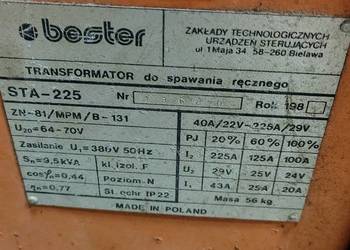 bester
ZAKŁADY TECHNOLOGICZNYCH
URZĄDZEŃ STERUJĄCYCH
ul 1 Maja 34, 58-260 Bielawa
TRANSFORMATOR do spawania ręcznego
STA-225 Nr Rok 198
ZN-81/MPM/B-131 40A/22V-225A/29V
U20=64-70V PJ 20% 60% 100%
Zasilanie U1=380V 50Hz I2 225A 125A 100A
Sn=9,5kVA kl. izol. F U2 29V 25V 24V
cosφn=0,44 Poziom-N I1 43A 25A 20A
ηn=0,77 St. ochr IP22 Masa 56kg
MADE IN POLAND